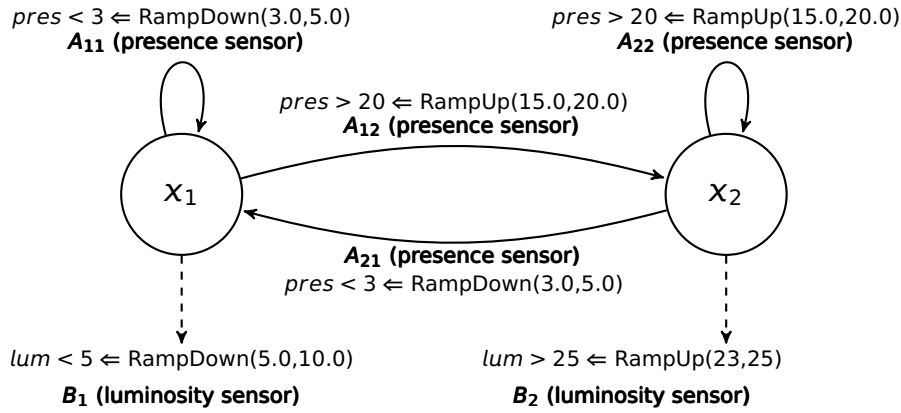 pres < 3 ⇐ RampDown(3.0,5.0)
A11 (presence sensor)
pres > 20 ⇐ RampUp(15.0,20.0)
A22 (presence sensor)
pres > 20 ⇐ RampUp(15.0,20.0)
A12 (presence sensor)
x1
x2
A21 (presence sensor)
pres < 3 ⇐ RampDown(3.0,5.0)
lum < 5 ⇐ RampDown(5.0,10.0)
B1 (luminosity sensor)
lum > 25 ⇐ RampUp(23,25)
B2 (luminosity sensor)